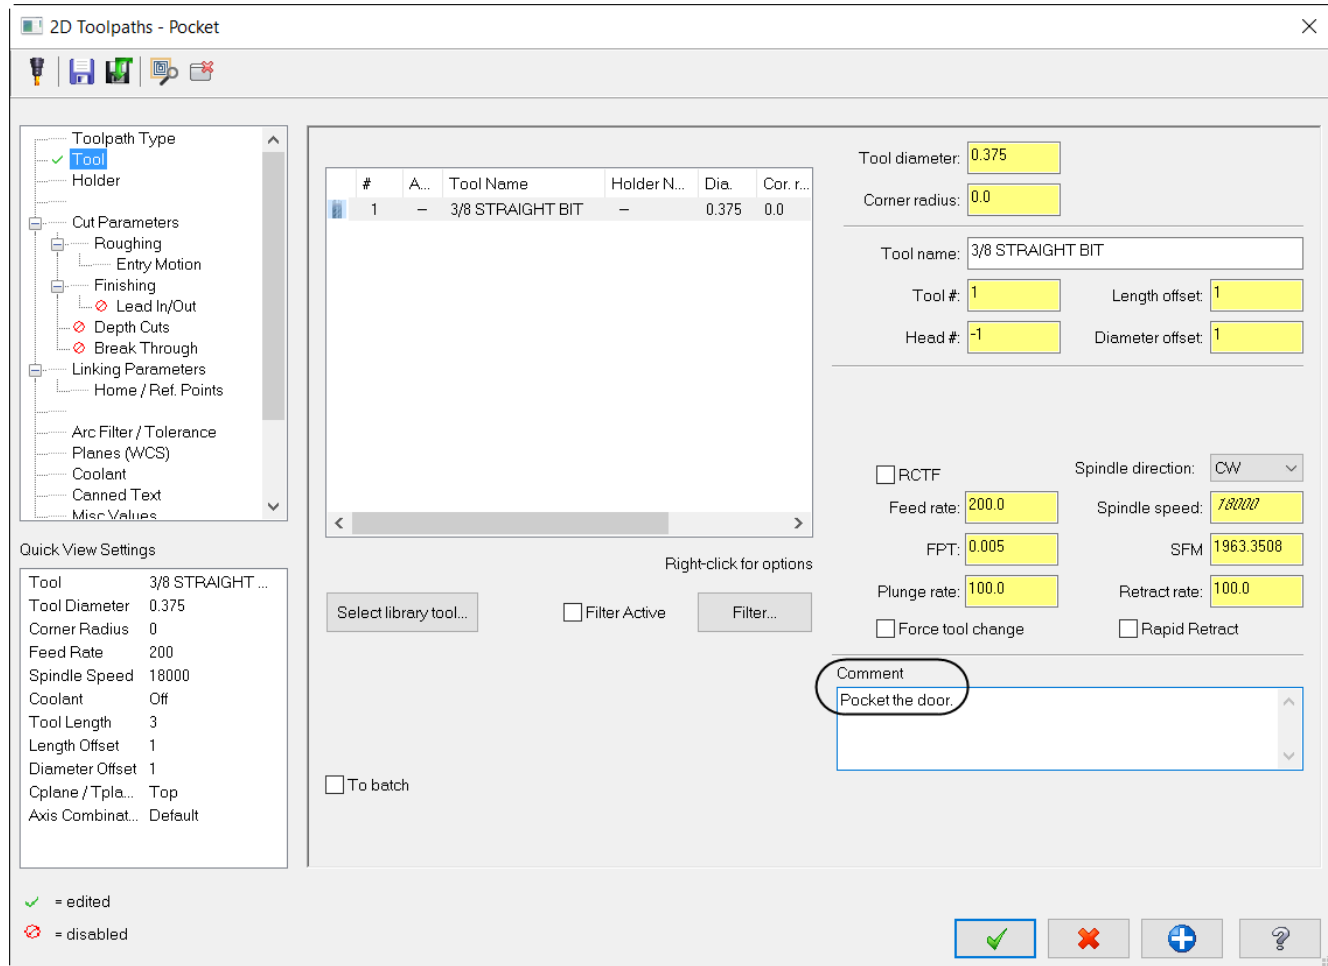 2D Toolpaths - Pocket
Toolpath Type
Tool
Holder
Cut Parameters
Roughing
Entry Motion
Finishing
Lead In/Out
Depth Cuts
Break Through
Linking Parameters
Home / Ref. Points
Arc Filter / Tolerance
Planes (WCS)
Coolant
Canned Text
Misc Values
Quick View Settings
Tool 3/8 STRAIGHT ...
Tool Diameter 0.375
Corner Radius 0
Feed Rate 200
Spindle Speed 18000
Coolant Off
Tool Length 3
Length Offset 1
Diameter Offset 1
Cplane / Tpla... Top
Axis Combinat... Default
= edited
= disabled
# A... Tool Name Holder N... Dia. Cor. r...
1 – 3/8 STRAIGHT BIT – 0.375 0.0
Right-click for options
Select library tool... Filter Active Filter...
To batch
Tool diameter: 0.375
Corner radius: 0.0
Tool name: 3/8 STRAIGHT BIT
Tool #: 1 Length offset: 1
Head #: -1 Diameter offset: 1
RCTF Spindle direction: CW
Feed rate: 200.0 Spindle speed: 18000
FPT: 0.005 SFM 1963.3508
Plunge rate: 100.0 Retract rate: 100.0
Force tool change Rapid Retract
Comment
Pocket the door.